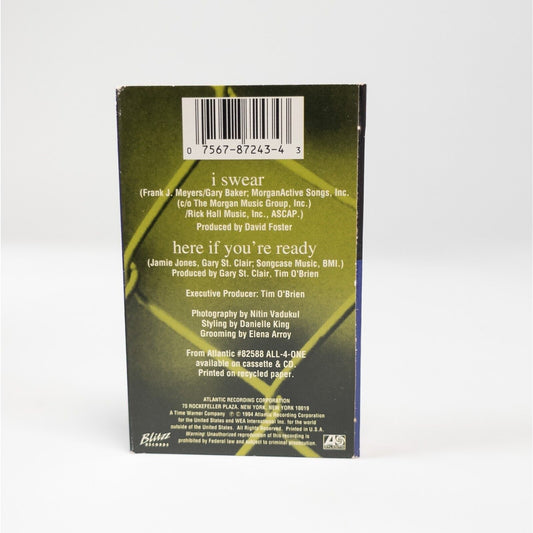 0 7567-87243-4 3
i swear
(Frank J. Meyers/Gary Baker; MorganActive Songs, Inc.
(c/o The Morgan Music Group, Inc.)
/Rick Hall Music, Inc., ASCAP.)
Produced by David Foster
here if you're ready
(Jamie Jones, Gary St. Clair; Songcase Music, BMI.)
Produced by Gary St. Clair, Tim O'Brien
Executive Producer: Tim O'Brien
Photography by Nitin Vadukul
Styling by Danielle King
Grooming by Elena Arroy
From Atlantic #82588 ALL-4-ONE
available on cassette & CD.
Printed on recycled paper.
ATLANTIC RECORDING CORPORATION
75 ROCKEFELLER PLAZA, NEW YORK, NEW YORK 10019
A Time Warner Company Ⓟ © 1994 Atlantic Recording Corporation
for the United States and WEA International Inc. for the world
outside of the United States. All Rights Reserved. Printed in U.S.A.
Warning: Unauthorized reproduction of this recording is
prohibited by Federal law and subject to criminal prosecution.
Blitzz
RECORDS